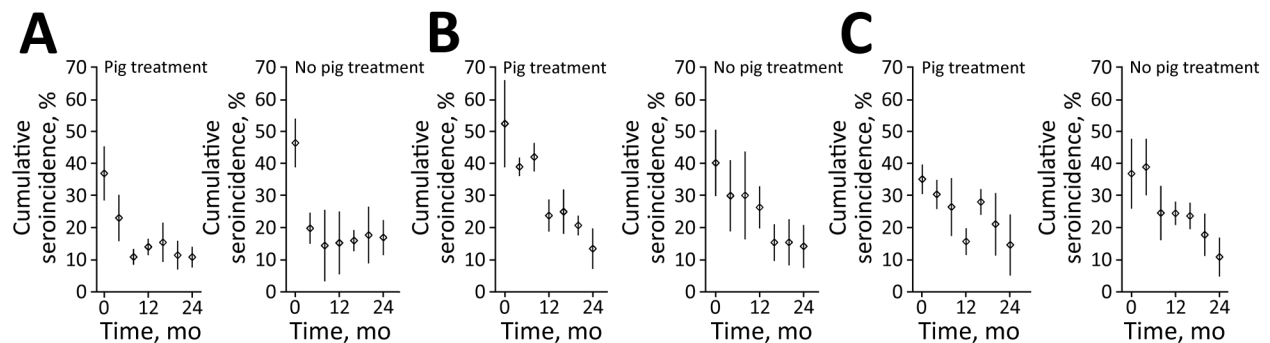 A
Pig treatment
Cumulative
seroincidence, %
70
60
50
40
30
20
10
0
0 12 24
Time, mo
No pig treatment
Cumulative
seroincidence, %
70
60
50
40
30
20
10
0
0 12 24
Time, mo
B
Pig treatment
Cumulative
seroincidence, %
70
60
50
40
30
20
10
0
0 12 24
Time, mo
No pig treatment
Cumulative
seroincidence, %
70
60
50
40
30
20
10
0
0 12 24
Time, mo
C
Pig treatment
Cumulative
seroincidence, %
70
60
50
40
30
20
10
0
0 12 24
Time, mo
No pig treatment
Cumulative
seroincidence, %
70
60
50
40
30
20
10
0
0 12 24
Time, mo